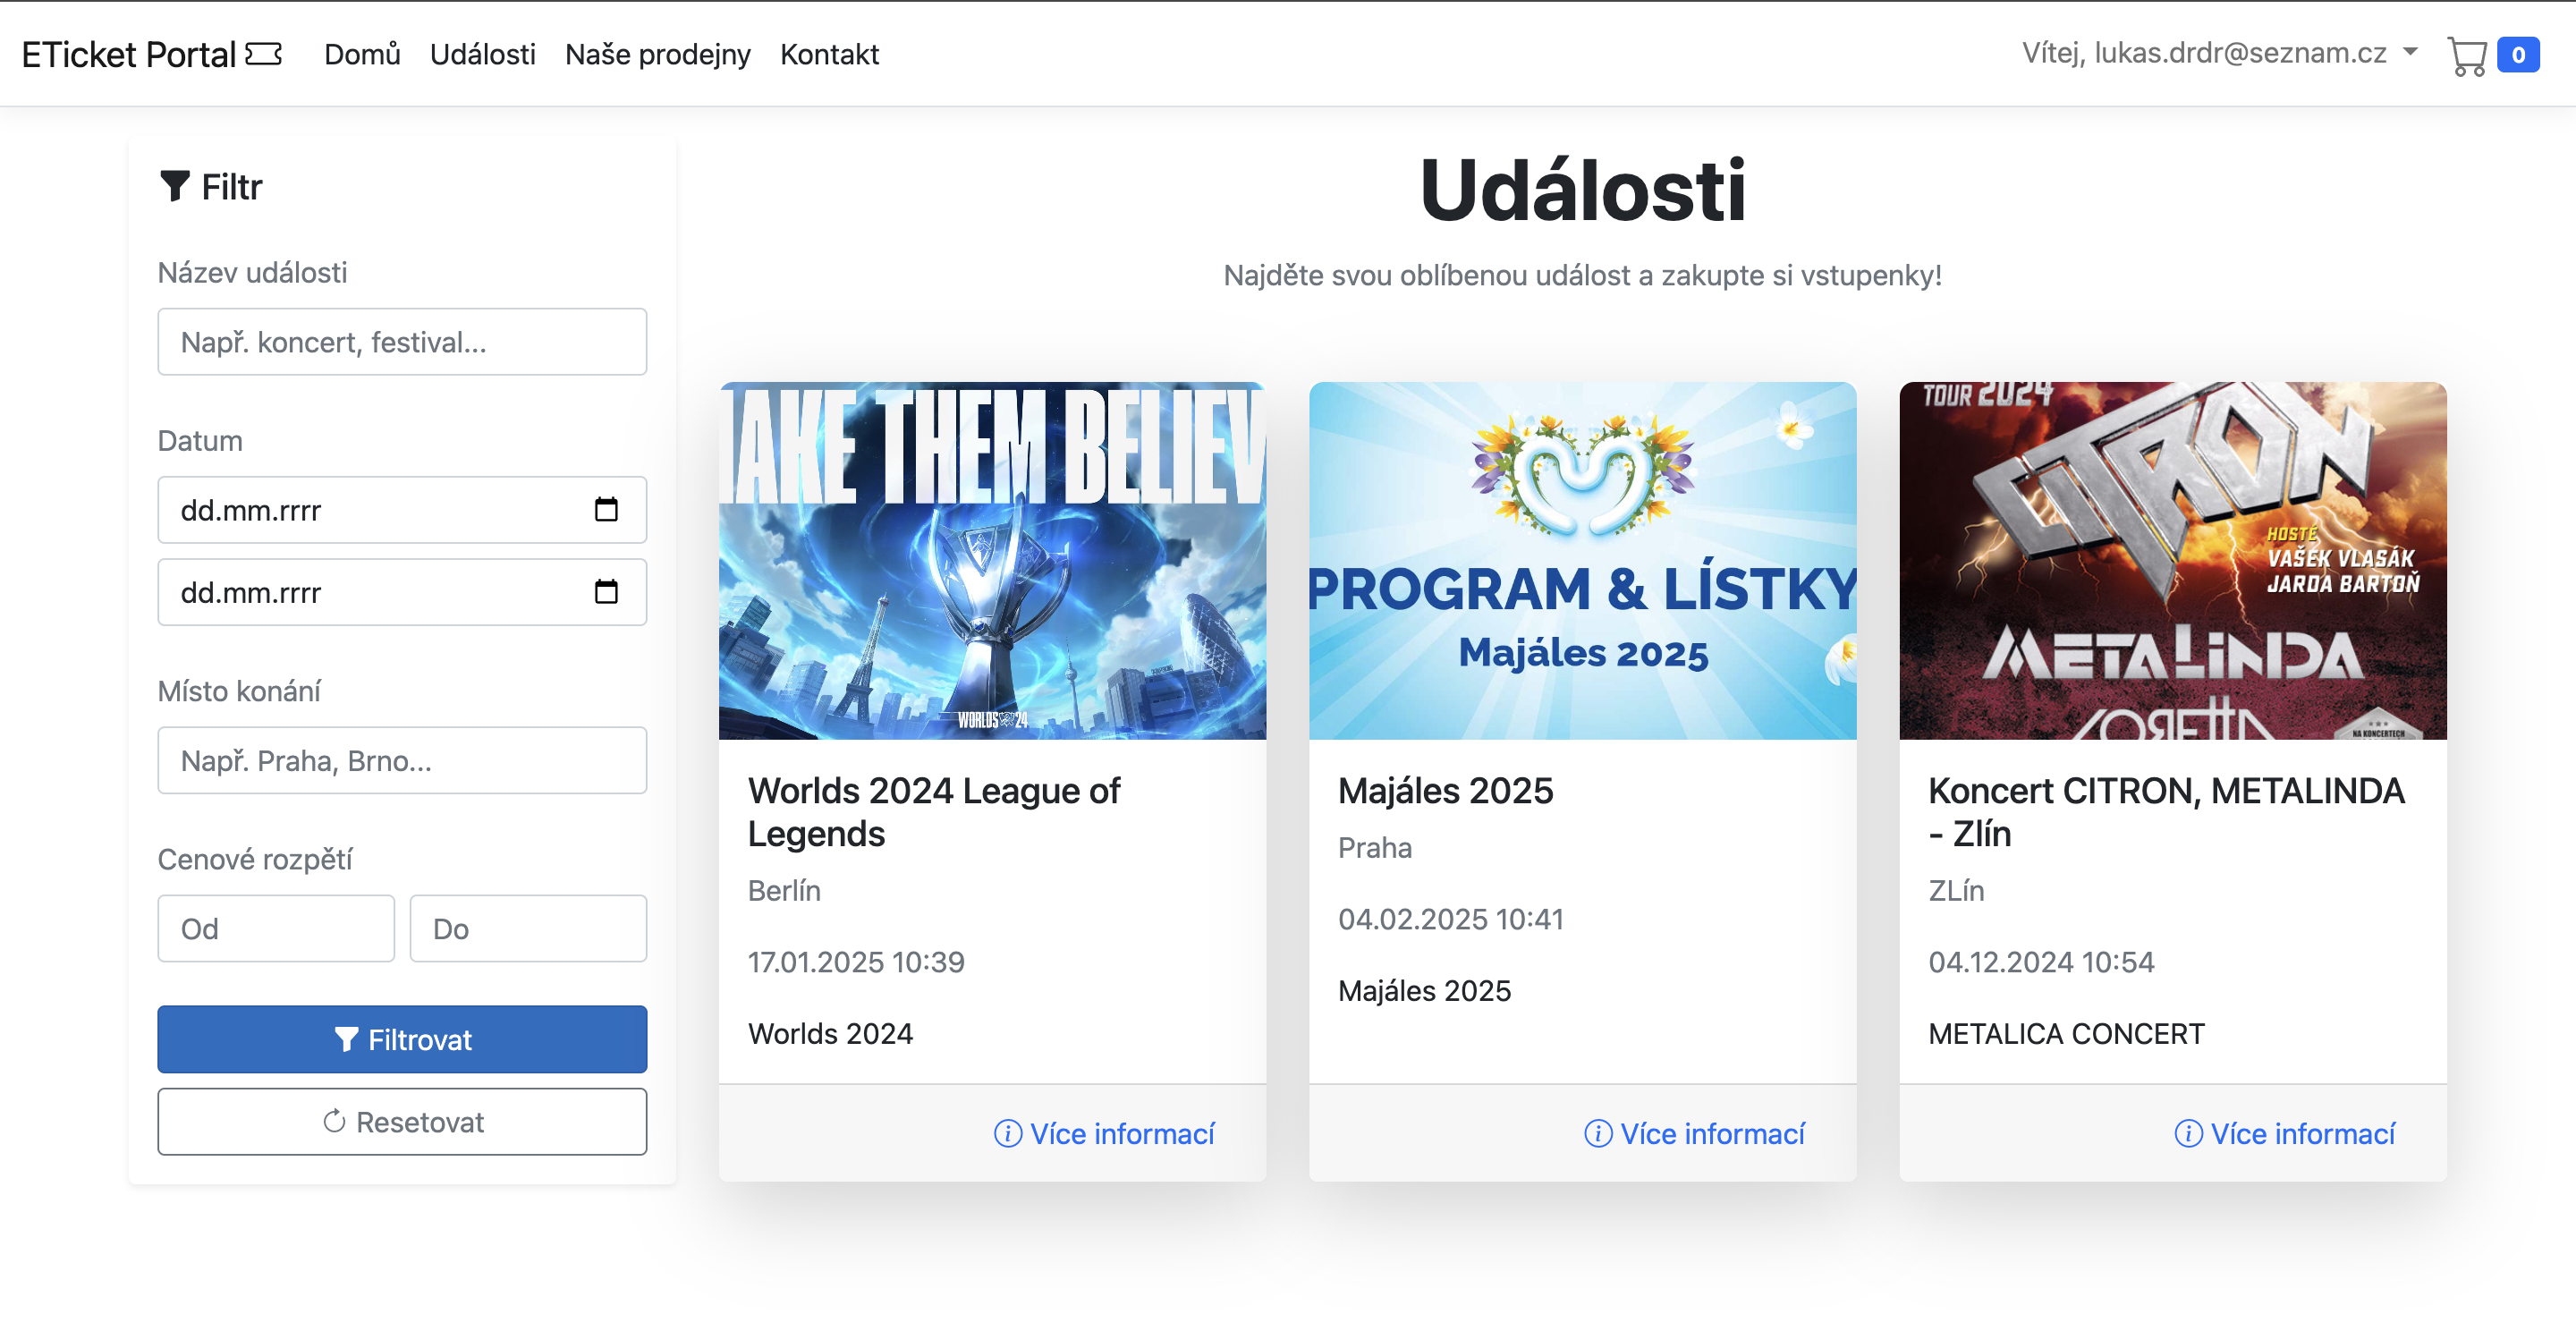 ETicket Portal
Domů
Události
Naše prodejny
Kontakt
Vítej, lukas.drdr@seznam.cz
0
Filtr
Název události
Např. koncert, festival...
Datum
dd.mm.rrrr
dd.mm.rrrr
Místo konání
Např. Praha, Brno...
Cenové rozpětí
Od
Do
Filtrovat
Resetovat
Události
Najděte svou oblíbenou událost a zakupte si vstupenky!
AKE THEM BELIEV
WORLDS 24
Worlds 2024 League of
Legends
Berlín
17.01.2025 10:39
Worlds 2024
Více informací
PROGRAM & LÍSTKY
Majáles 2025
Majáles 2025
Praha
04.02.2025 10:41
Majáles 2025
Více informací
TOUR 2024
CITRON
HOSTÉ
VAŠEK VLASÁK
JARDA BARTOŇ
METALINDA
NA KONCERTECH
Koncert CITRON, METALINDA
- Zlín
ZLín
04.12.2024 10:54
METALICA CONCERT
Více informací